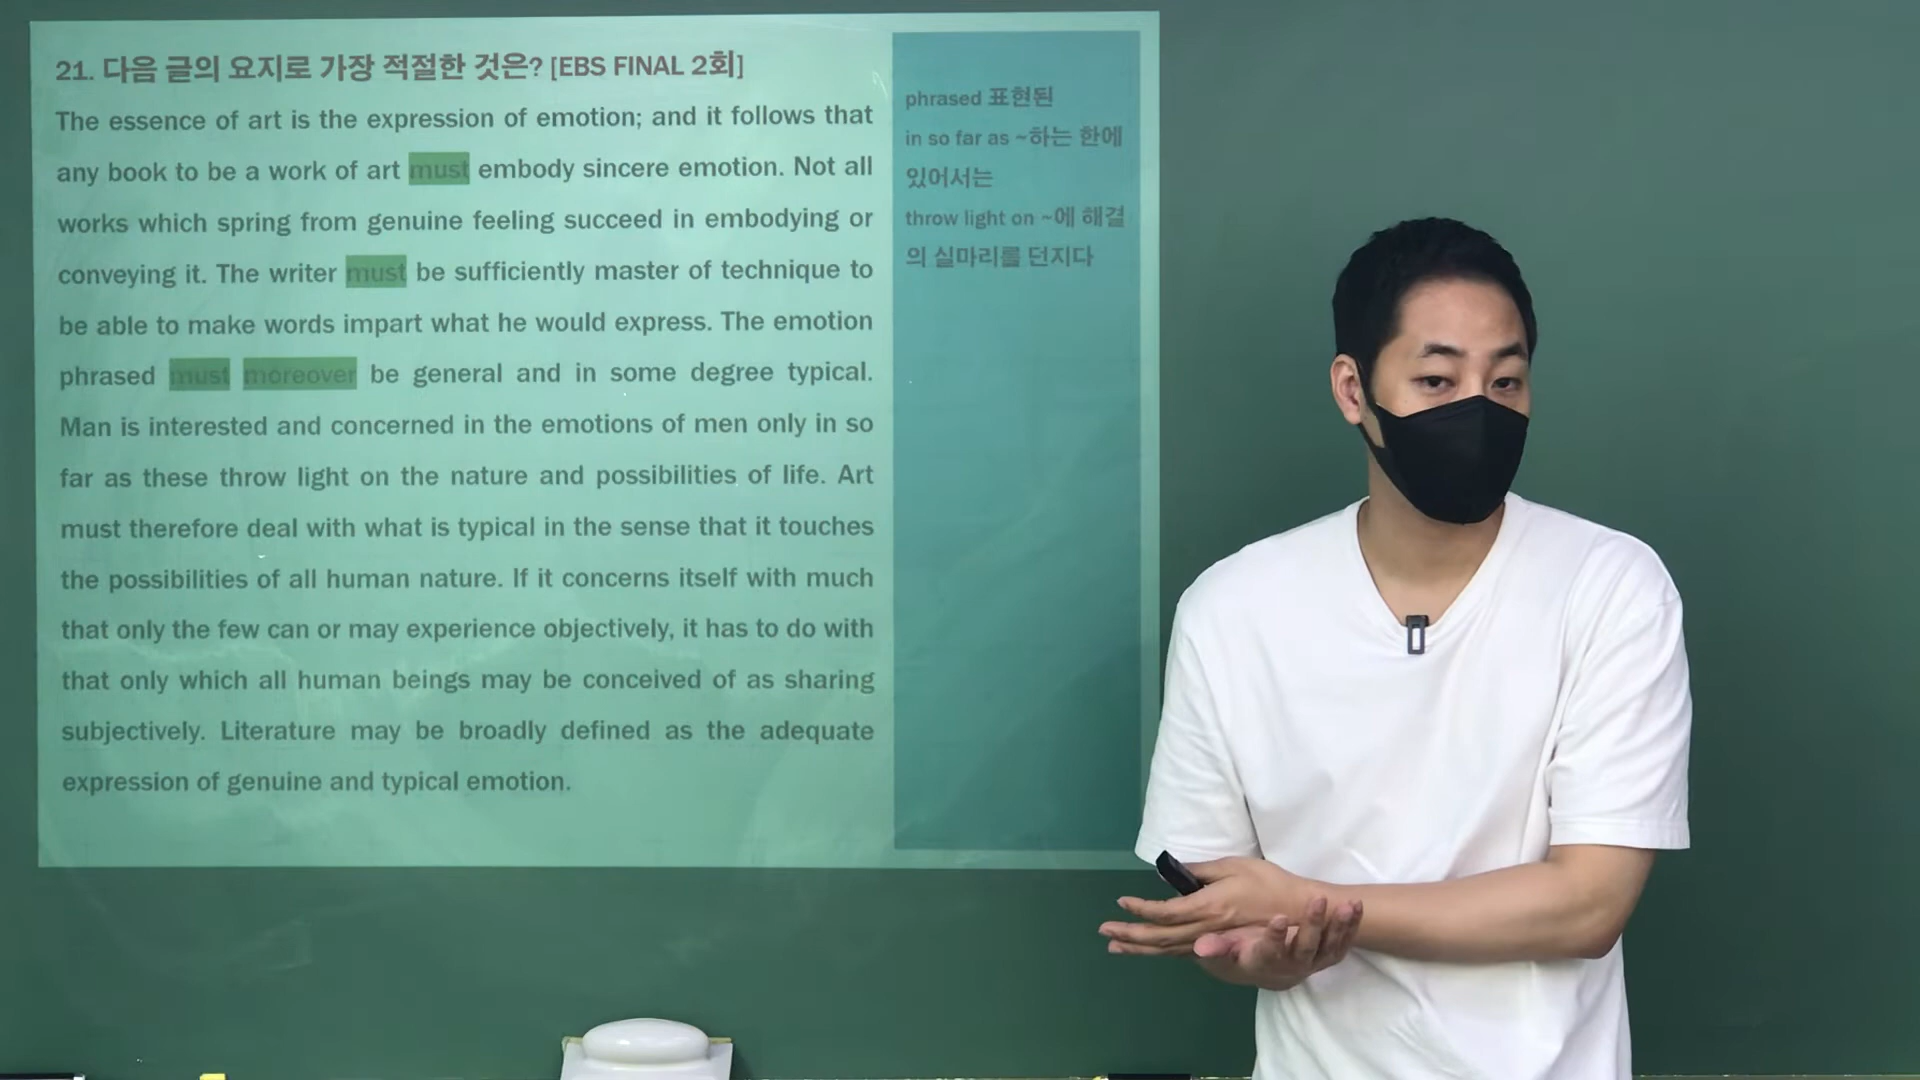 21. 다음 글의 요지로 가장 적절한 것은? [EBS FINAL 2회]
The essence of art is the expression of emotion; and it follows that
any book to be a work of art must embody sincere emotion. Not all
works which spring from genuine feeling succeed in embodying or
conveying it. The writer must be sufficiently master of technique to
be able to make words impart what he would express. The emotion
phrased must moreover be general and in some degree typical.
Man is interested and concerned in the emotions of men only in so
far as these throw light on the nature and possibilities of life. Art
must therefore deal with what is typical in the sense that it touches
the possibilities of all human nature. If it concerns itself with much
that only the few can or may experience objectively, it has to do with
that only which all human beings may be conceived of as sharing
subjectively. Literature may be broadly defined as the adequate
expression of genuine and typical emotion.
phrased 표현된
in so far as ~하는 한에
있어서는
throw light on ~에 해결
의 실마리를 던지다